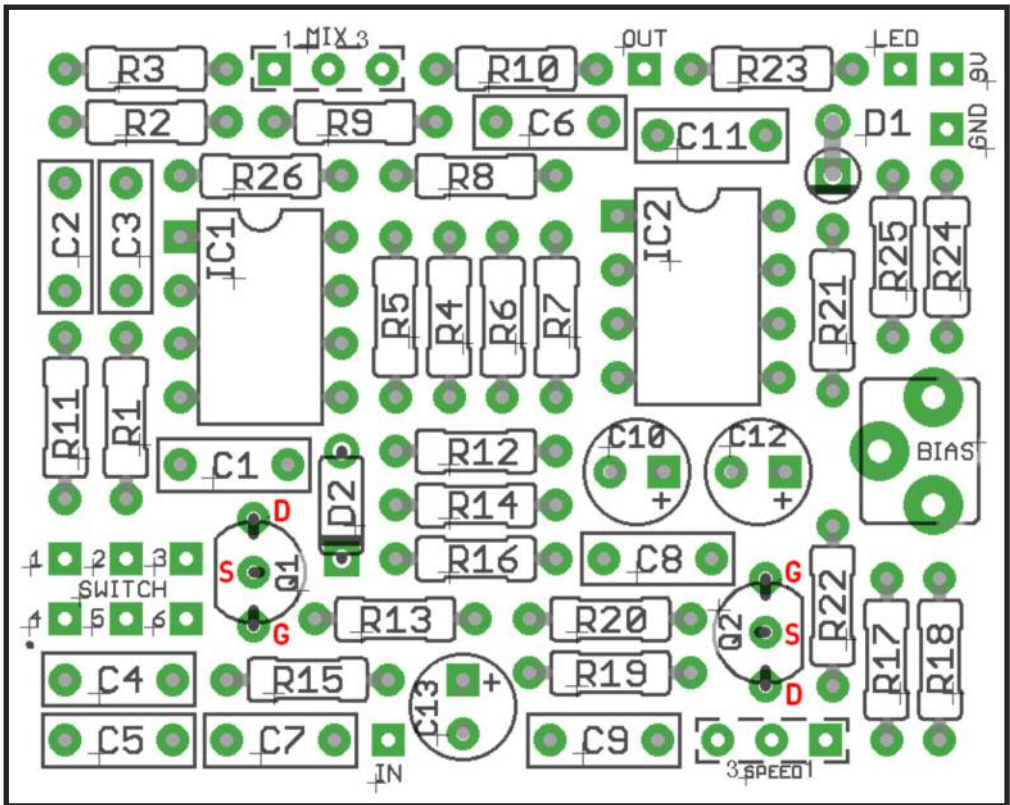 1 MIX 3 OUT LED
R3 R10 R23 9V
R2 R9 C6 C11 D1 GND
R26 R8
C2 C3 IC1 IC2 R25 R24
R5 R4 R6 R7 R21
R11 R1 C10 C12
C1 R12 BIAS
D2 R14
D
1 2 3 S Q1 R16 C8 G
SWITCH R22
4 5 6 G R13 R20 Q2 S
C4 R15 C13 + R19 D R17 R18
C5 C7 IN C9 3 SPEED 1
+ +